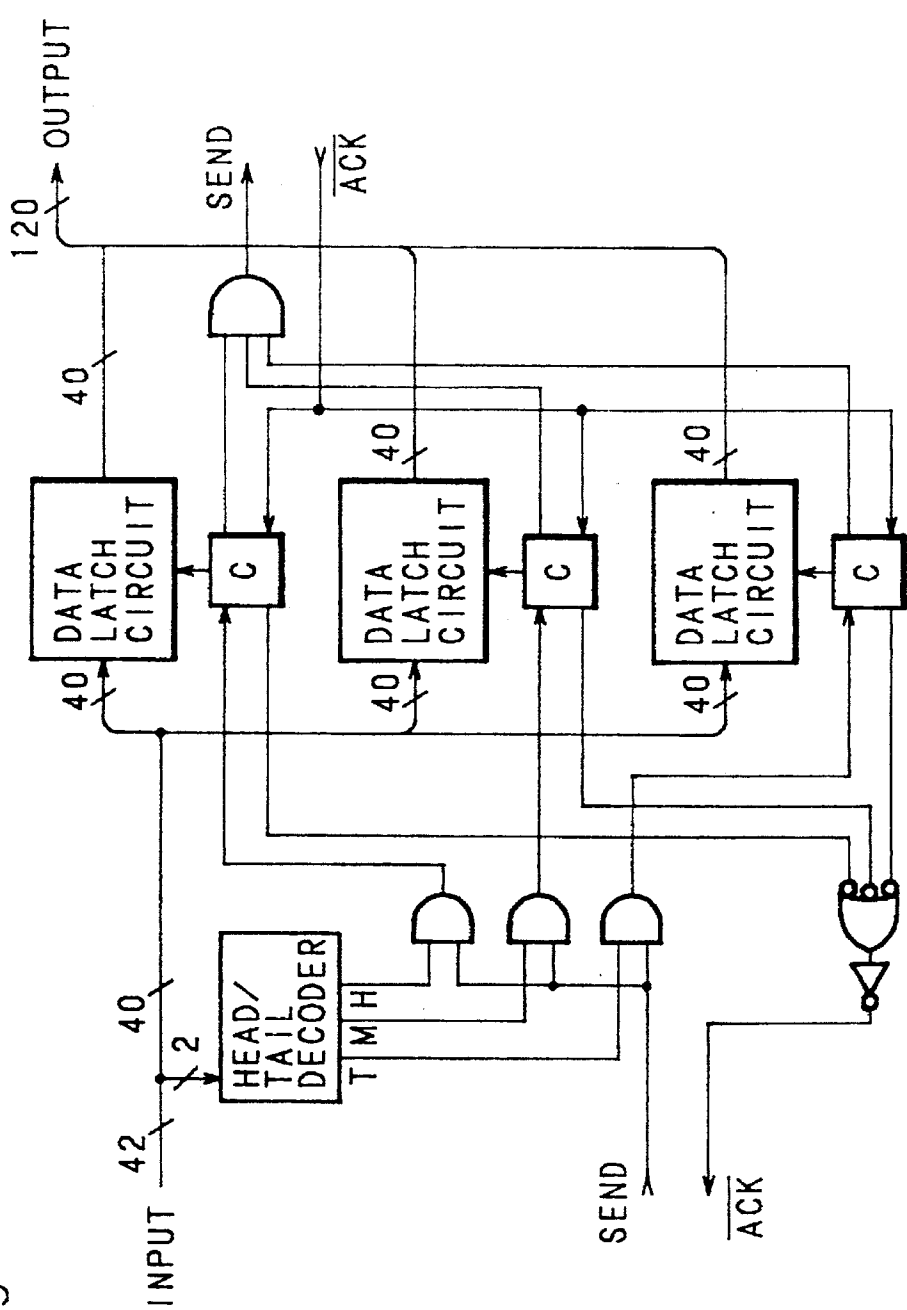 INPUT
42
2
40
HEAD/
TAIL
DECODER
H
M
T
SEND
ACK
40
DATA
LATCH
CIRCUIT
40
C
40
DATA
LATCH
CIRCUIT
40
C
40
DATA
LATCH
CIRCUIT
40
C
120
OUTPUT
SEND
ACK